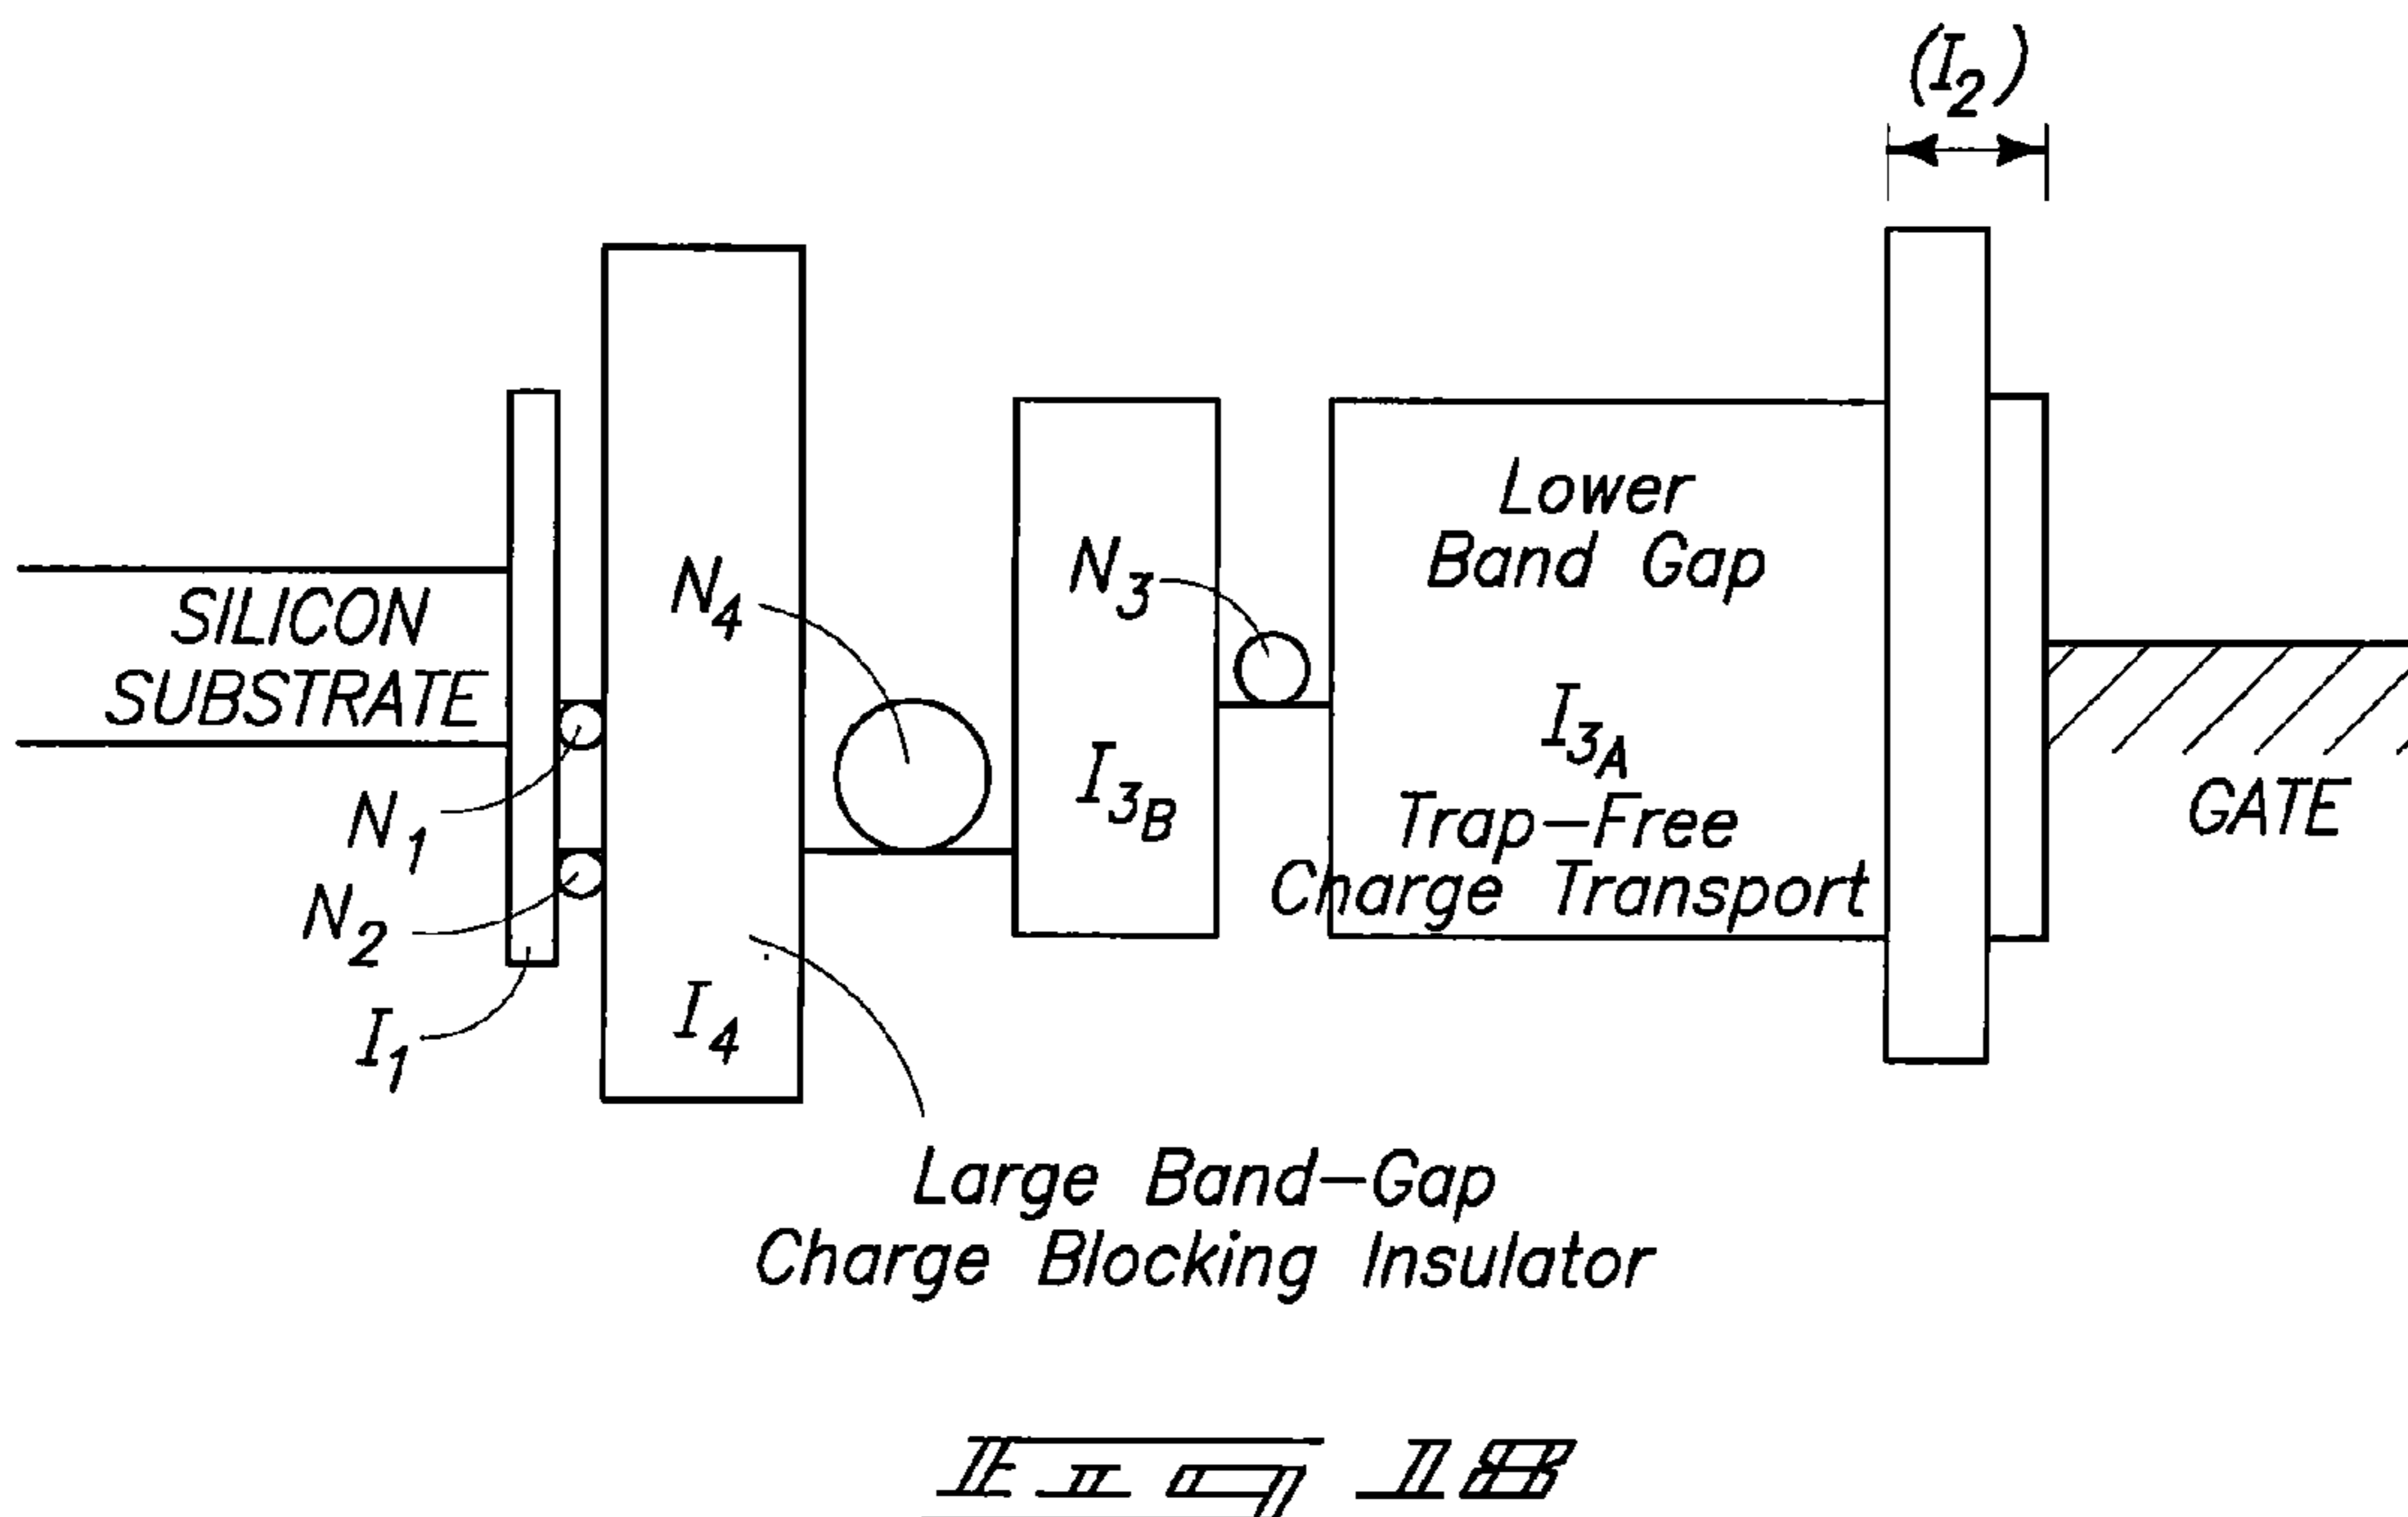 (I2)
SILICON
SUBSTRATE
N1
N2
I1
N4
I4
N3
I3B
Lower
Band Gap
I3A
Trap-Free
Charge Transport
GATE
Large Band-Gap
Charge Blocking Insulator
Fig 18